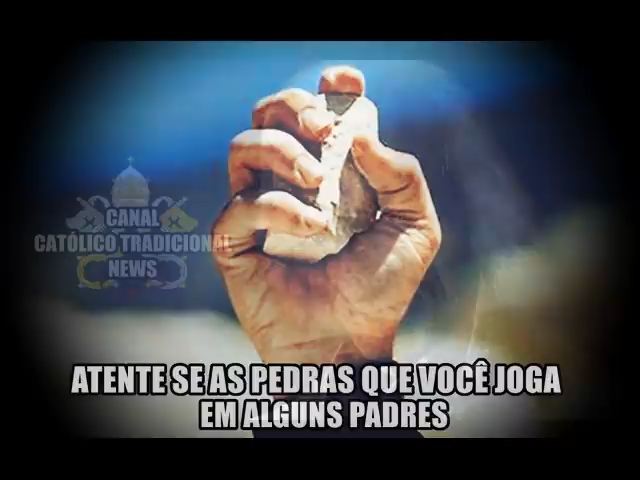 CANAL
CATÓLICO TRADICIONAL
NEWS
ATENTE SE AS PEDRAS QUE VOCÊ JOGA
EM ALGUNS PADRES